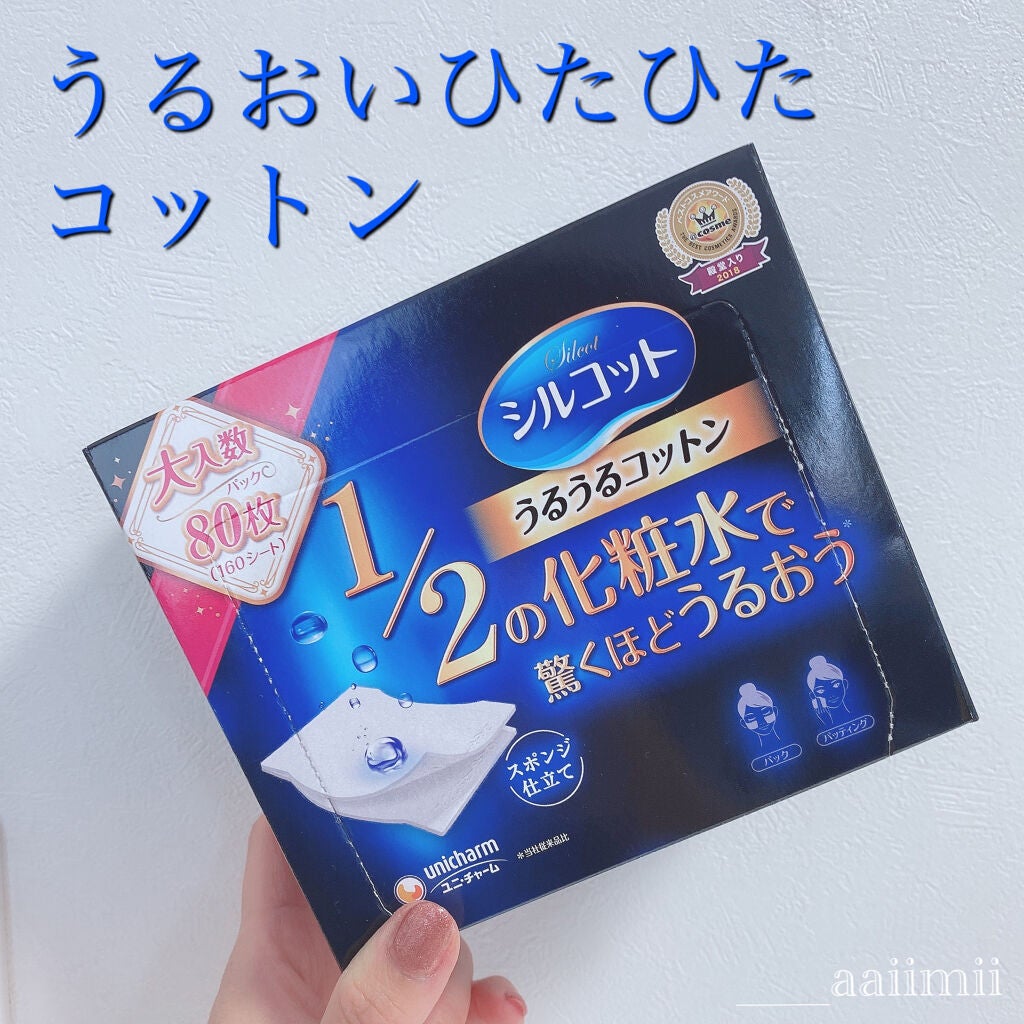 うるおいひたひた
コットン
ベストコスメアワード
@cosme
THE BEST COSMETICS AWARDS
殿堂入り
2018
Silcot
シルコット
うるうるコットン
大入数
パック
80枚
(160シート)
1/2の化粧水で
驚くほどうるおう*
スポンジ
仕立て
パック
パッティング
unicharm
ユニ・チャーム
*当社従来品比
____aaiimii